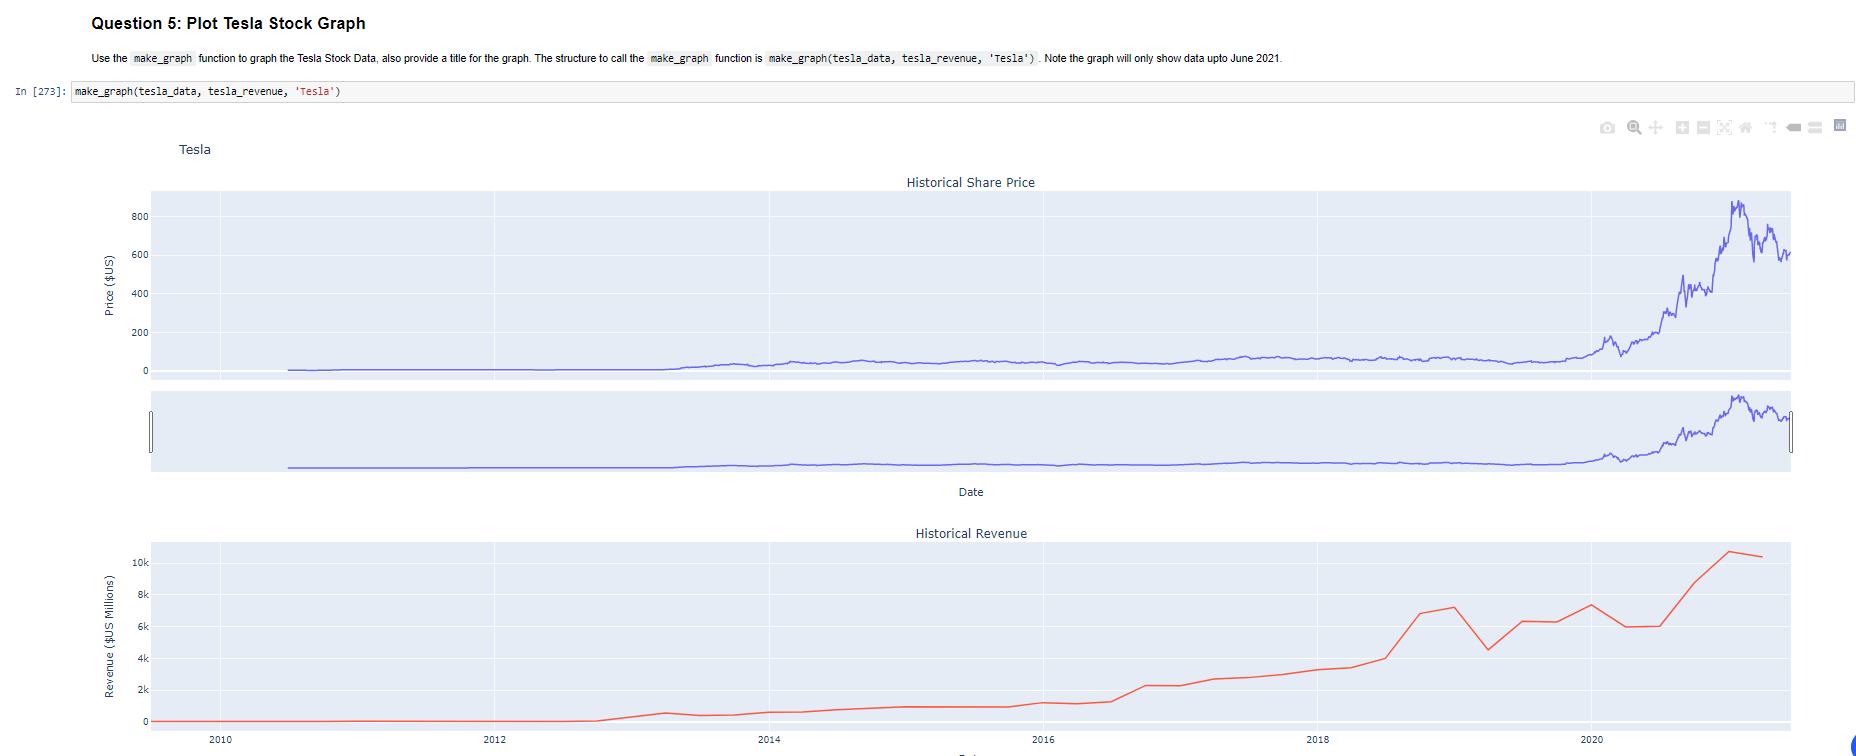 Question 5: Plot Tesla Stock Graph
Use the make_graph function to graph the Tesla Stock Data, also provide a title for the graph. The structure to call the make_graph function is make_graph(tesla_data, tesla_revenue, 'Tesla'). Note the graph will only show data upto June 2021.
In [273]: make_graph(tesla_data, tesla_revenue, 'Tesla')
Tesla
Historical Share Price
Price ($US)
800
600
400
200
0
Date
Historical Revenue
Revenue ($US Millions)
10k
8k
6k
4k
2k
0
2010 2012 2014 2016 2018 2020